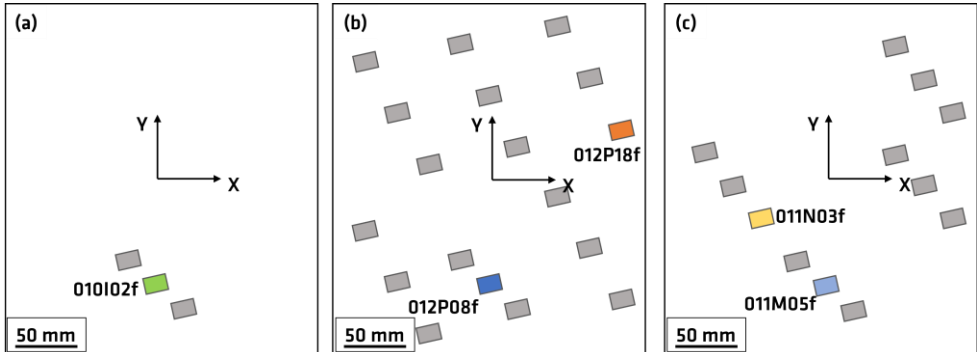 (a)
Y
X
010I02f
50 mm
(b)
Y
012P18f
X
012P08f
50 mm
(c)
Y
X
011N03f
011M05f
50 mm